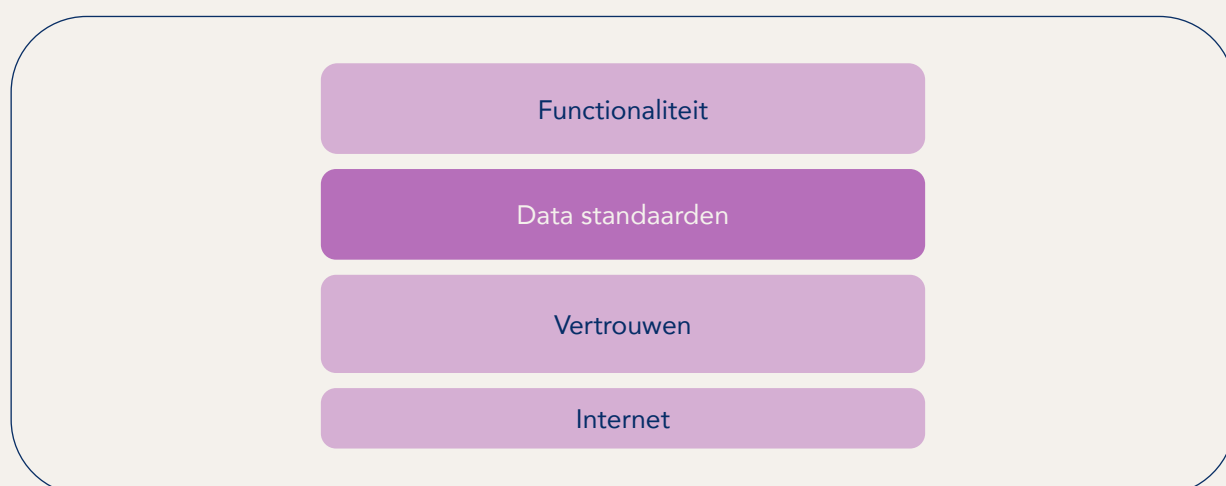 Functionaliteit
Data standaarden
Vertrouwen
Internet